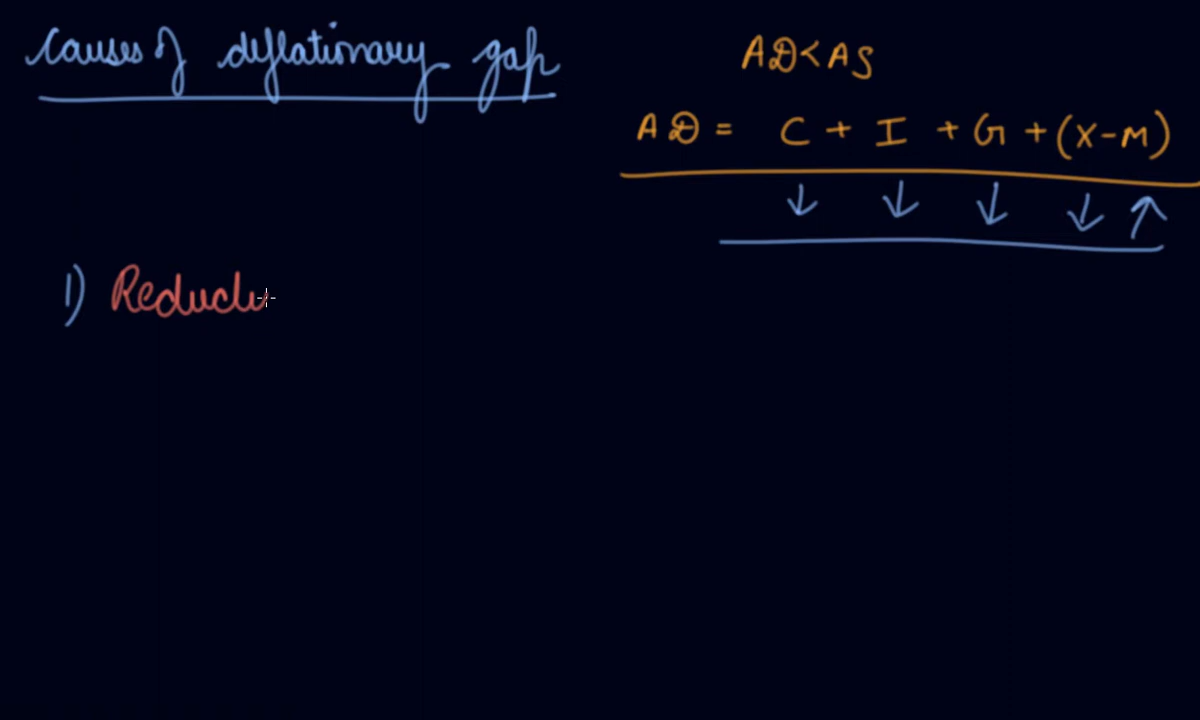 Causes of deflationary gap
AD < AS
AD = C + I + G + (X-M)
↓ ↓ ↓ ↓ ↑
1) Reducti